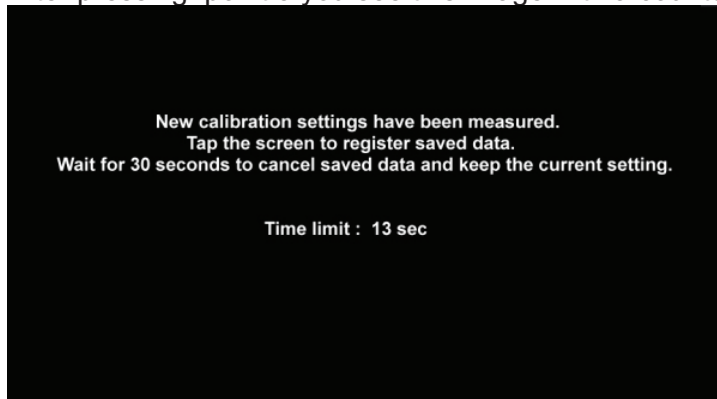 New calibration settings have been measured.
Tap the screen to register saved data.
Wait for 30 seconds to cancel saved data and keep the current setting.
Time limit : 13 sec